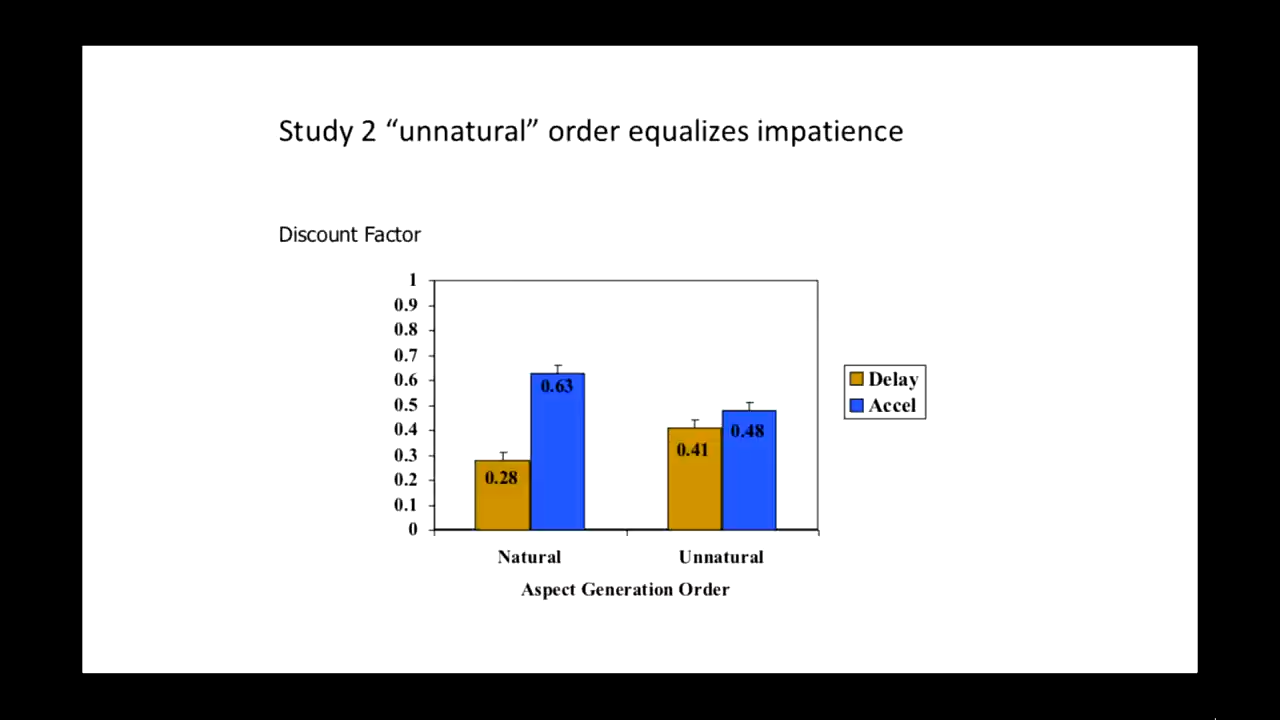 Study 2 “unnatural” order equalizes impatience
Discount Factor
1
0.9
0.8
0.7
0.6
0.5
0.4
0.3
0.2
0.1
0
0.28
0.63
0.41
0.48
Natural
Unnatural
Aspect Generation Order
Delay
Accel